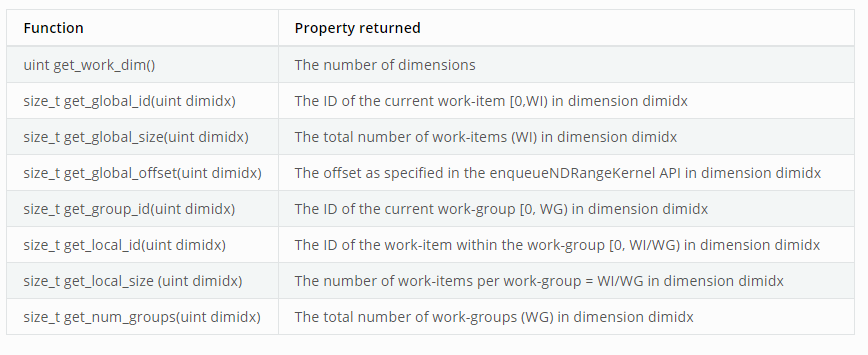 Function Property returned
uint get_work_dim() The number of dimensions
size_t get_global_id(uint dimidx) The ID of the current work-item [0,WI) in dimension dimidx
size_t get_global_size(uint dimidx) The total number of work-items (WI) in dimension dimidx
size_t get_global_offset(uint dimidx) The offset as specified in the enqueueNDRangeKernel API in dimension dimidx
size_t get_group_id(uint dimidx) The ID of the current work-group [0, WG) in dimension dimidx
size_t get_local_id(uint dimidx) The ID of the work-item within the work-group [0, WI/WG) in dimension dimidx
size_t get_local_size (uint dimidx) The number of work-items per work-group = WI/WG in dimension dimidx
size_t get_num_groups(uint dimidx) The total number of work-groups (WG) in dimension dimidx